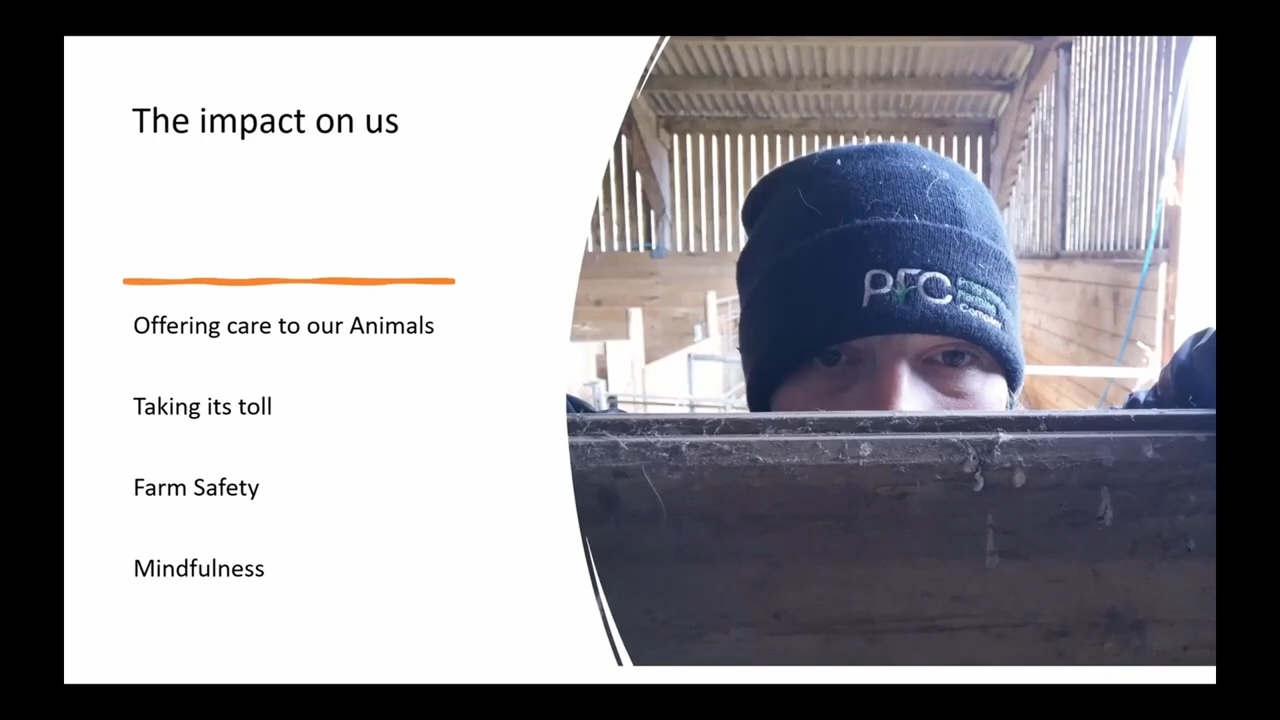 The impact on us
Offering care to our Animals
Taking its toll
Farm Safety
Mindfulness
PFC